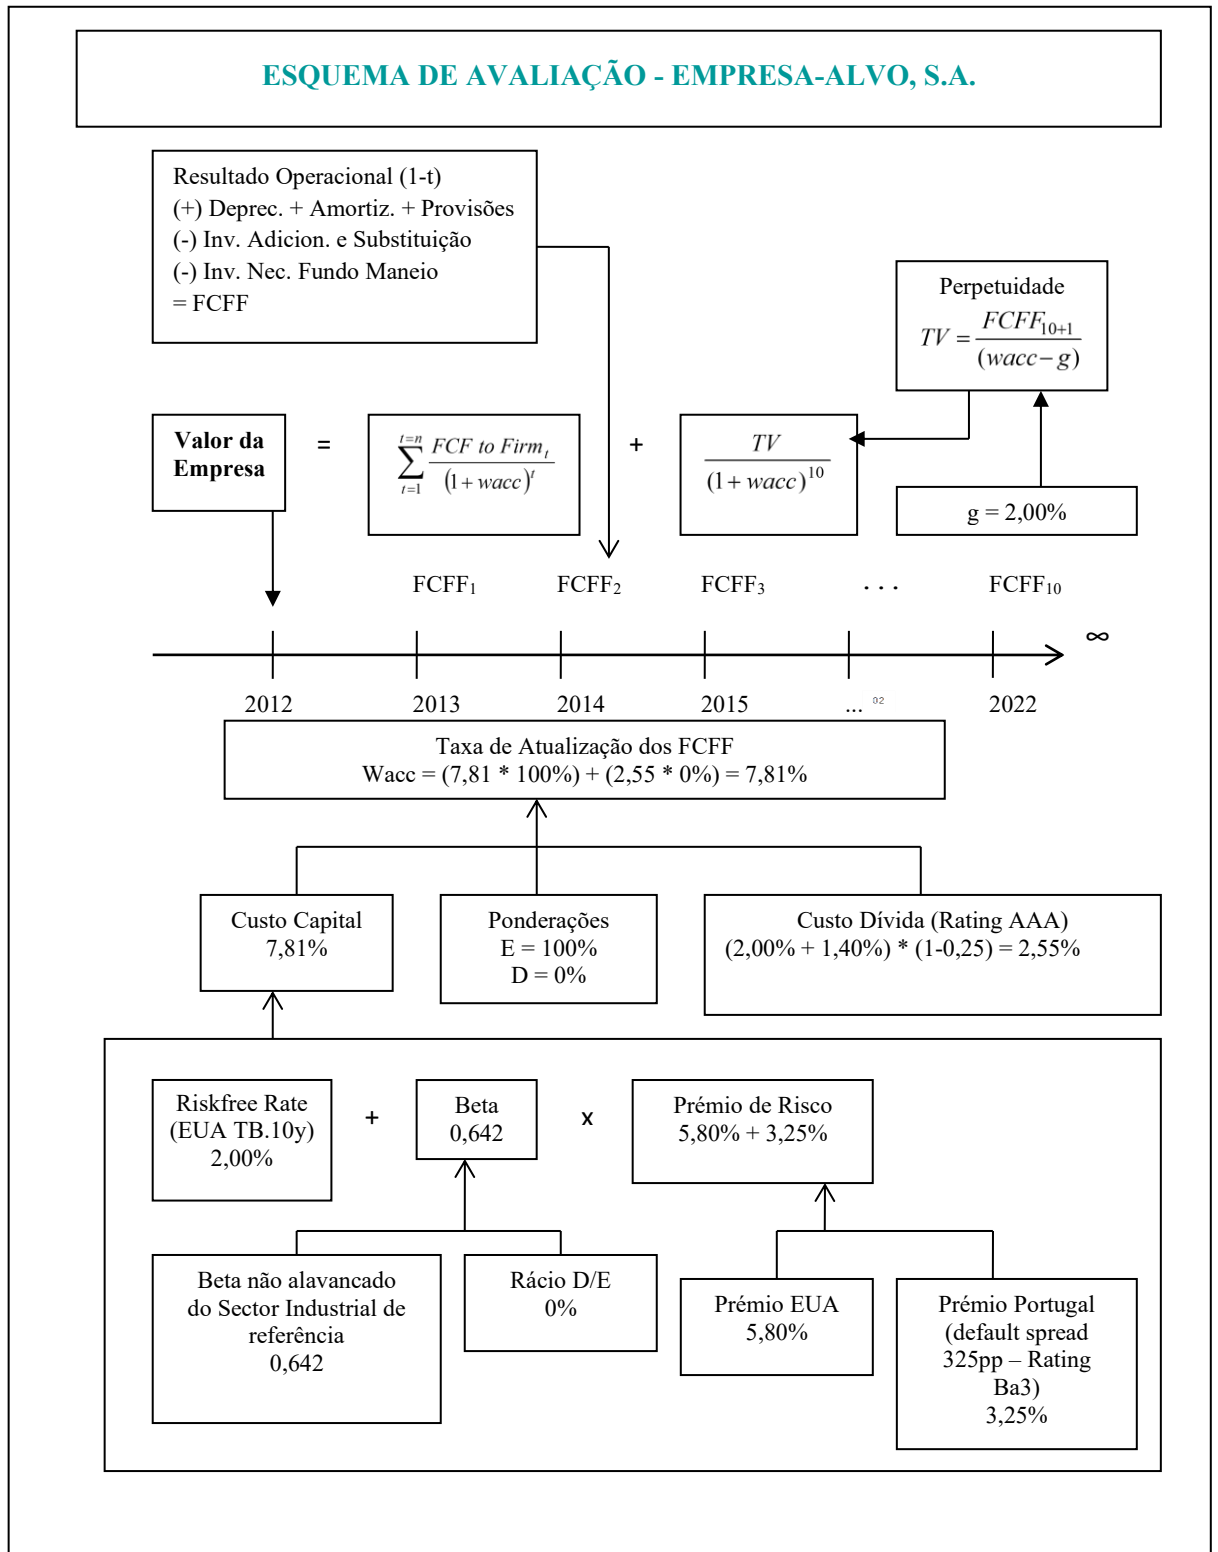 ESQUEMA DE AVALIAÇÃO - EMPRESA-ALVO, S.A.
Resultado Operacional (1-t)
(+) Deprec. + Amortiz. + Provisões
(-) Inv. Adicion. e Substituição
(-) Inv. Nec. Fundo Maneio
= FCFF
Perpetuidade
TV = FCFF10+1 / (wacc − g)
Valor da
Empresa
=
∑ t=1 t=n FCF to Firm t / (1 + wacc)^t
+
TV / (1 + wacc)^10
g = 2,00%
FCFF1 FCFF2 FCFF3 . . . FCFF10
∞
2012 2013 2014 2015 ... 02 2022
Taxa de Atualização dos FCFF
Wacc = (7,81 * 100%) + (2,55 * 0%) = 7,81%
Custo Capital
7,81%
Ponderações
E = 100%
D = 0%
Custo Dívida (Rating AAA)
(2,00% + 1,40%) * (1-0,25) = 2,55%
Riskfree Rate
(EUA TB.10y)
2,00%
+
Beta
0,642
x
Prémio de Risco
5,80% + 3,25%
Beta não alavancado
do Sector Industrial de
referência
0,642
Rácio D/E
0%
Prémio EUA
5,80%
Prémio Portugal
(default spread
325pp – Rating
Ba3)
3,25%